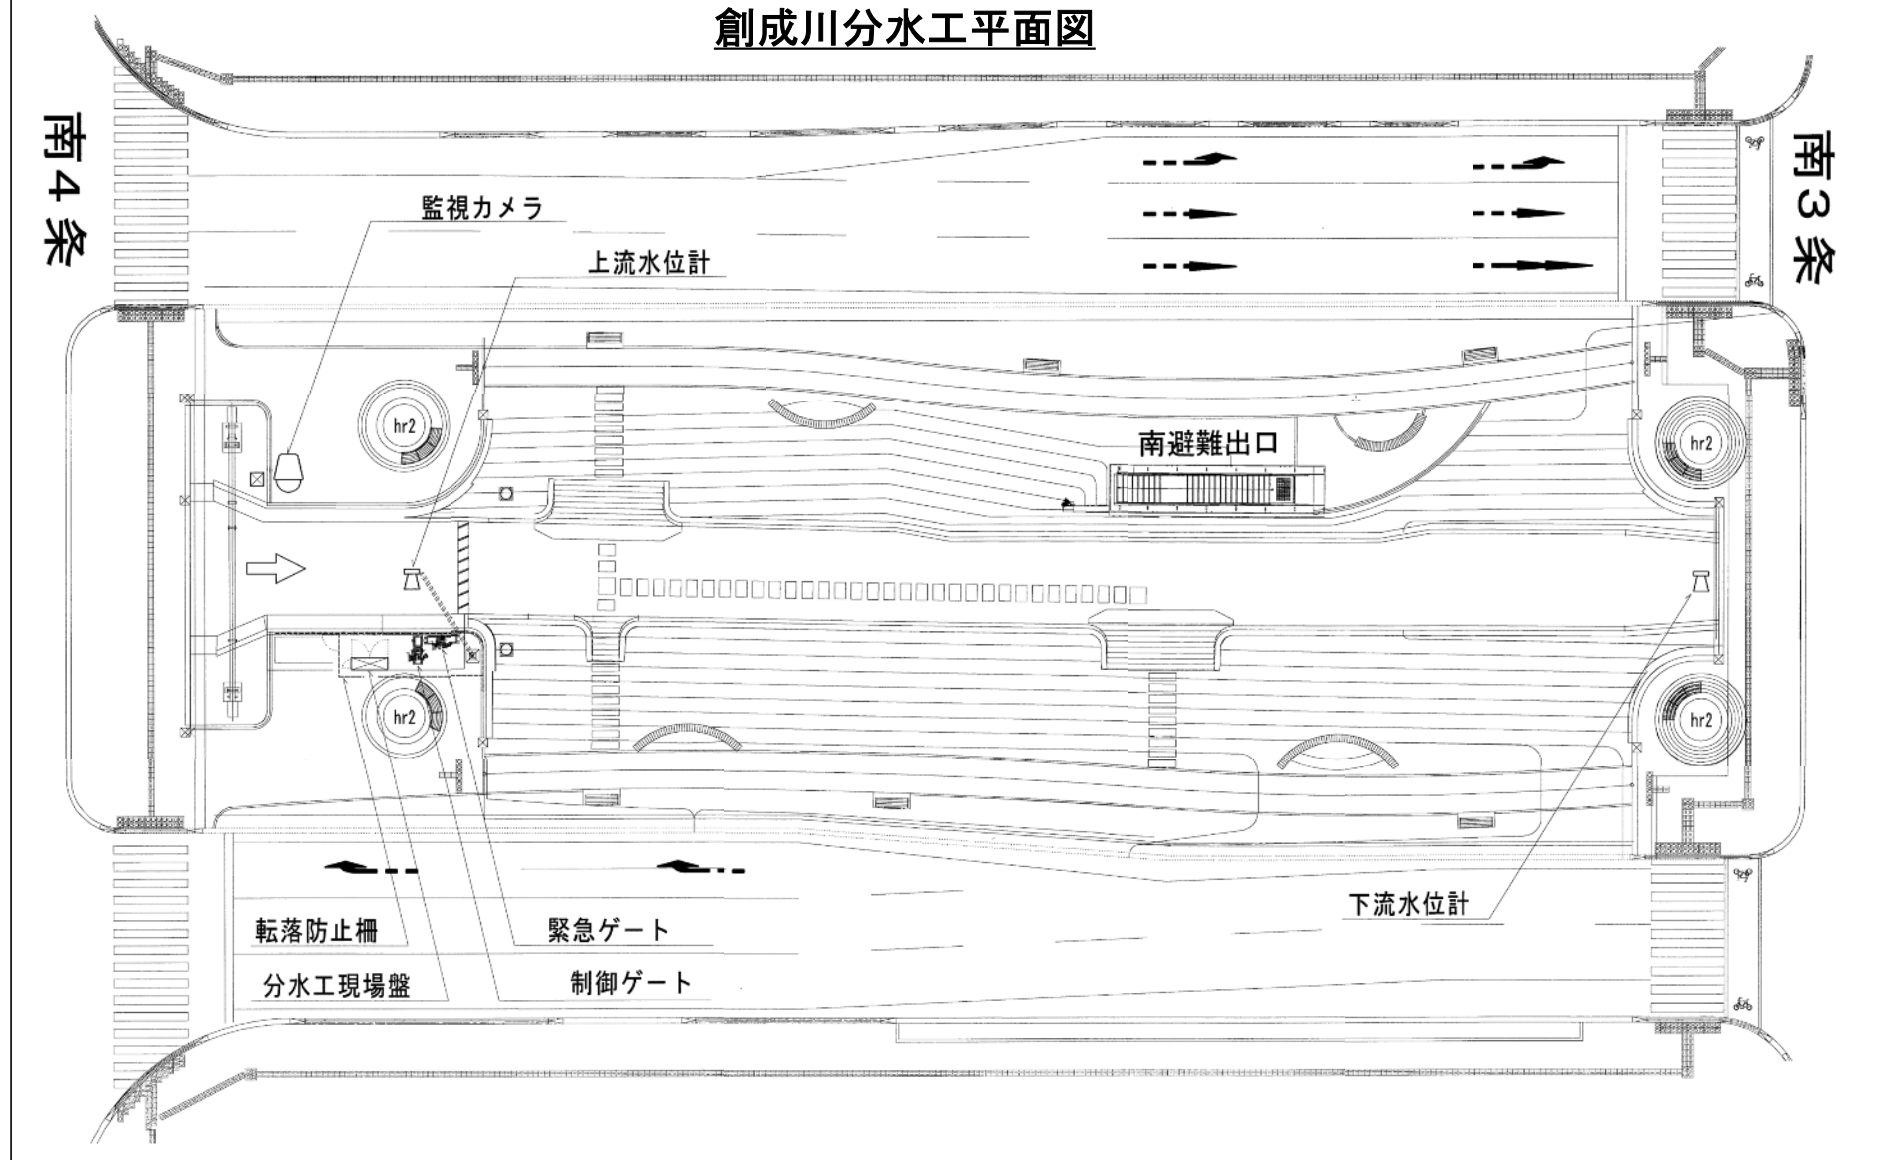 創成川分水工平面図
南4条
南3条
監視カメラ
上流水位計
hr2
南避難出口
hr2
hr2
hr2
下流水位計
転落防止柵
緊急ゲート
分水工現場盤
制御ゲート